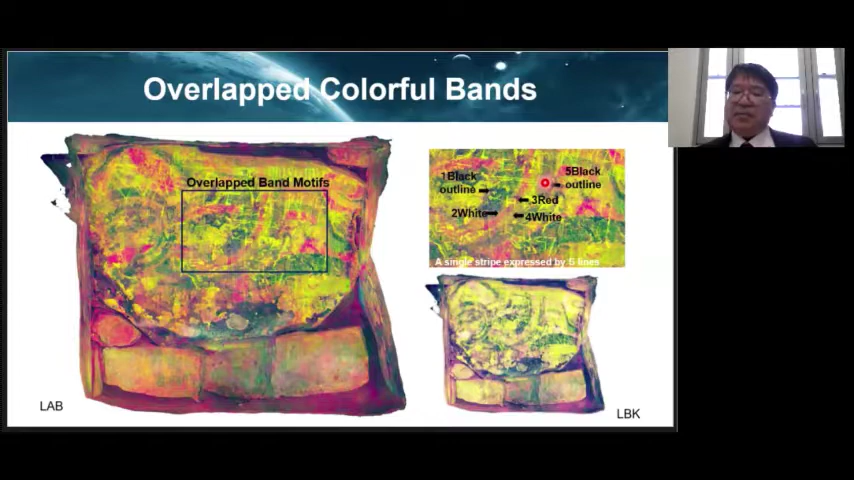 Overlapped Colorful Bands
Overlapped Band Motifs
1Black
outline
5Black
outline
3Red
2White
4White
A single stripe expressed by 5 lines
LAB
LBK